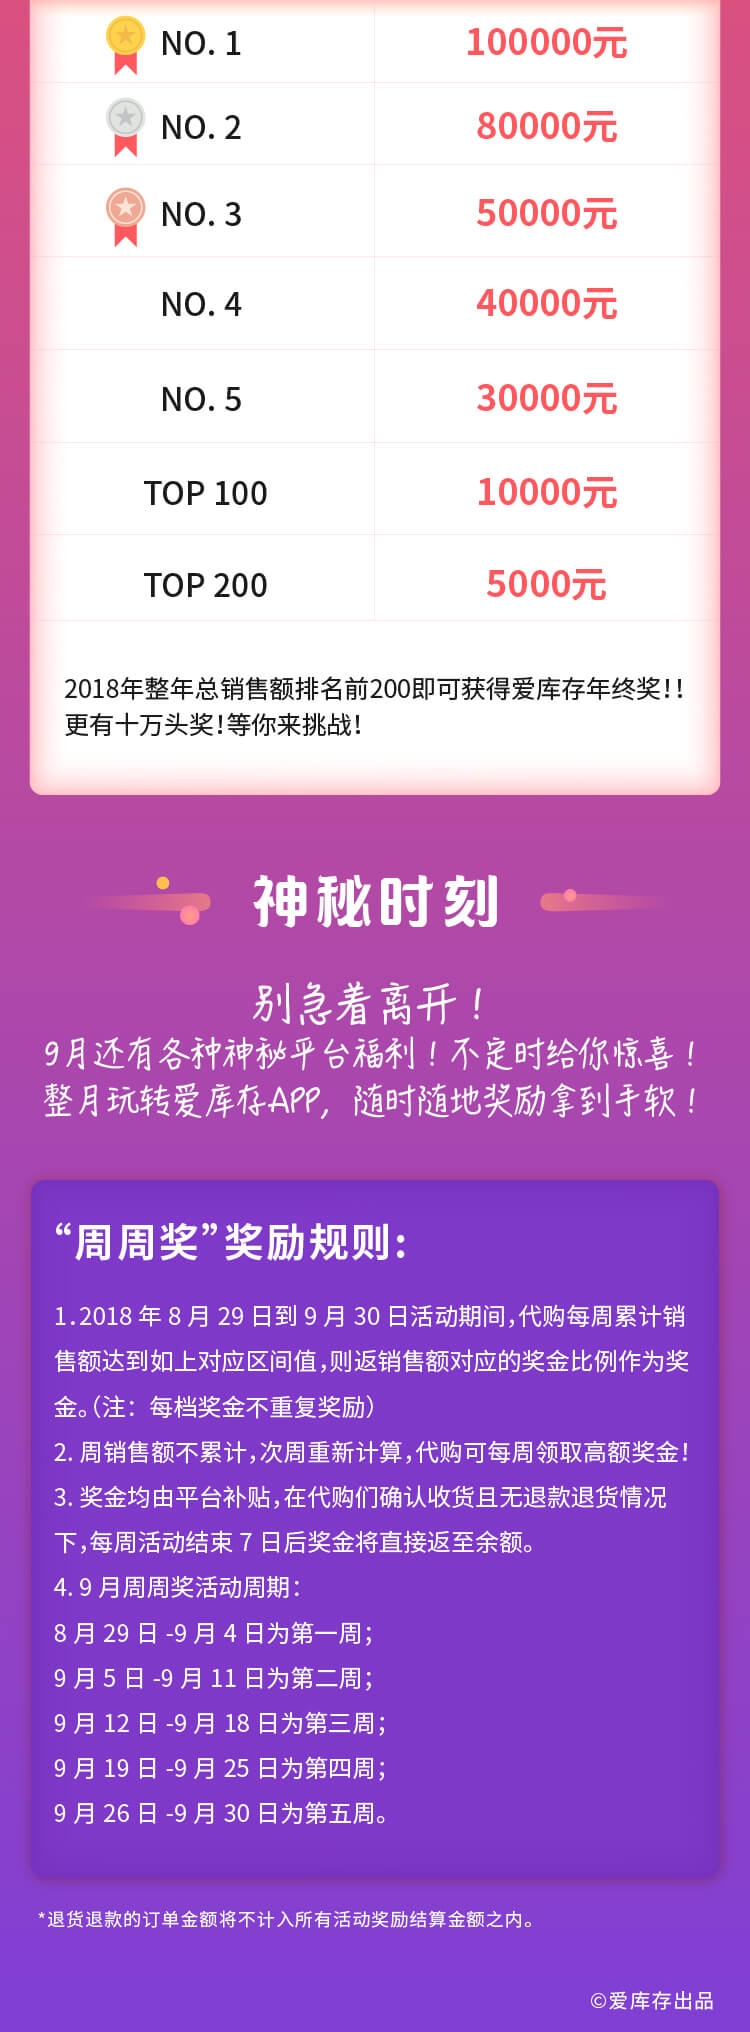 NO. 1 100000元
NO. 2 80000元
NO. 3 50000元
NO. 4 40000元
NO. 5 30000元
TOP 100 10000元
TOP 200 5000元
2018年整年总销售额排名前200即可获得爱库存年终奖！！
更有十万头奖！等你来挑战！
神秘时刻
别急着离开！
9月还有各种神秘平台福利！不定时给你惊喜！
整月玩转爱库存APP，随时随地奖励拿到手软！
“周周奖”奖励规则：
1.2018 年 8 月 29 日到 9 月 30 日活动期间，代购每周累计销
售额达到如上对应区间值，则返销售额对应的奖金比例作为奖
金。（注：每档奖金不重复奖励）
2. 周销售额不累计，次周重新计算，代购可每周领取高额奖金！
3. 奖金均由平台补贴，在代购们确认收货且无退款退货情况
下，每周活动结束 7 日后奖金将直接返至余额。
4. 9 月周周奖活动周期：
8 月 29 日 -9 月 4 日为第一周；
9 月 5 日 -9 月 11 日为第二周；
9 月 12 日 -9 月 18 日为第三周；
9 月 19 日 -9 月 25 日为第四周；
9 月 26 日 -9 月 30 日为第五周。
*退货退款的订单金额将不计入所有活动奖励结算金额之内。
©爱库存出品